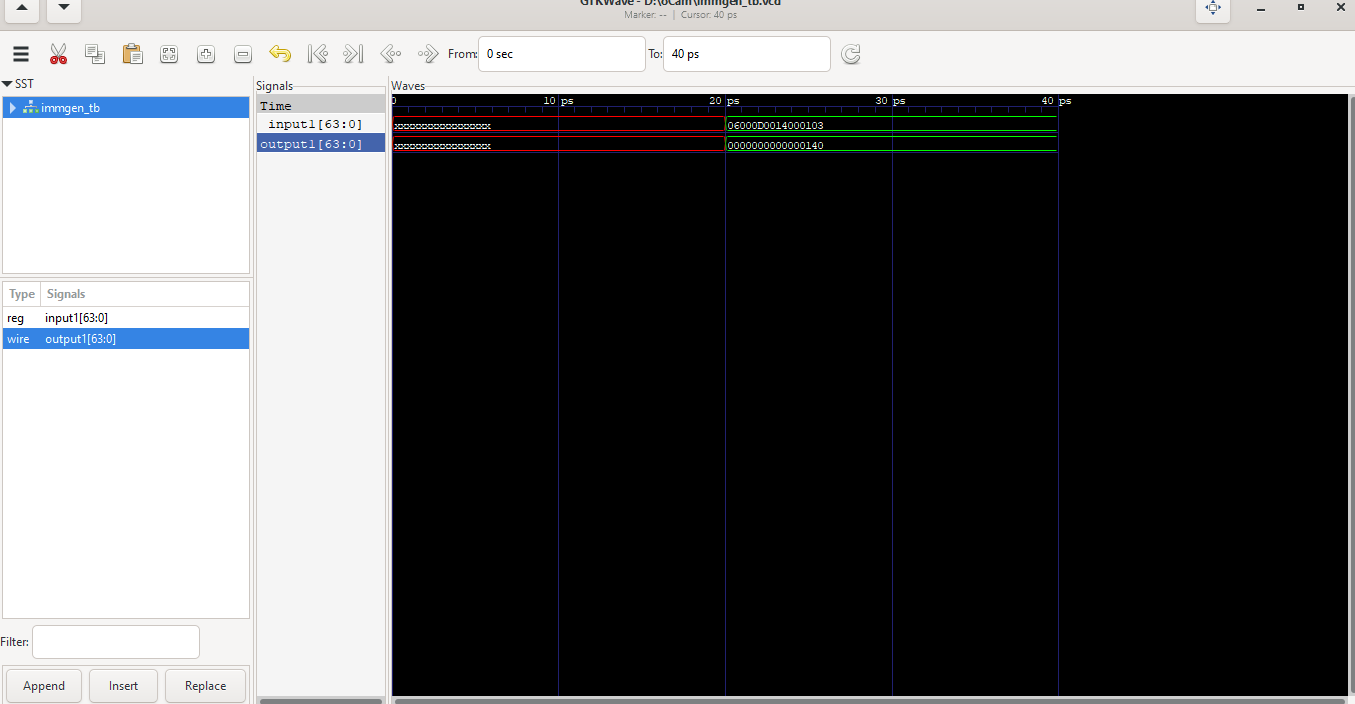 GTKWave - D:\oCam\immgen_tb.vcd
Marker: -- | Cursor: 40 ps
From: 0 sec To: 40 ps
SST
immgen_tb
Type Signals
reg input1[63:0]
wire output1[63:0]
Filter:
Append Insert Replace
Signals
Time
input1[63:0]
output1[63:0]
Waves
0 10 ps 20 ps 30 ps 40 ps
xxxxxxxxxxxxxxxx 06000D0014000103
xxxxxxxxxxxxxxxx 0000000000000140